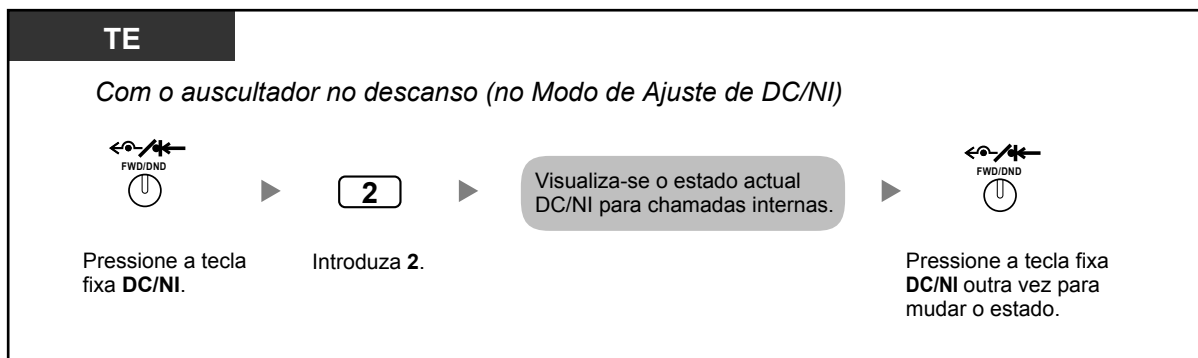 TE
Com o auscultador no descanso (no Modo de Ajuste de DC/NI)
FWD/DND
2
Visualiza-se o estado actual
DC/NI para chamadas internas.
FWD/DND
Pressione a tecla
fixa DC/NI.
Introduza 2.
Pressione a tecla fixa
DC/NI outra vez para
mudar o estado.